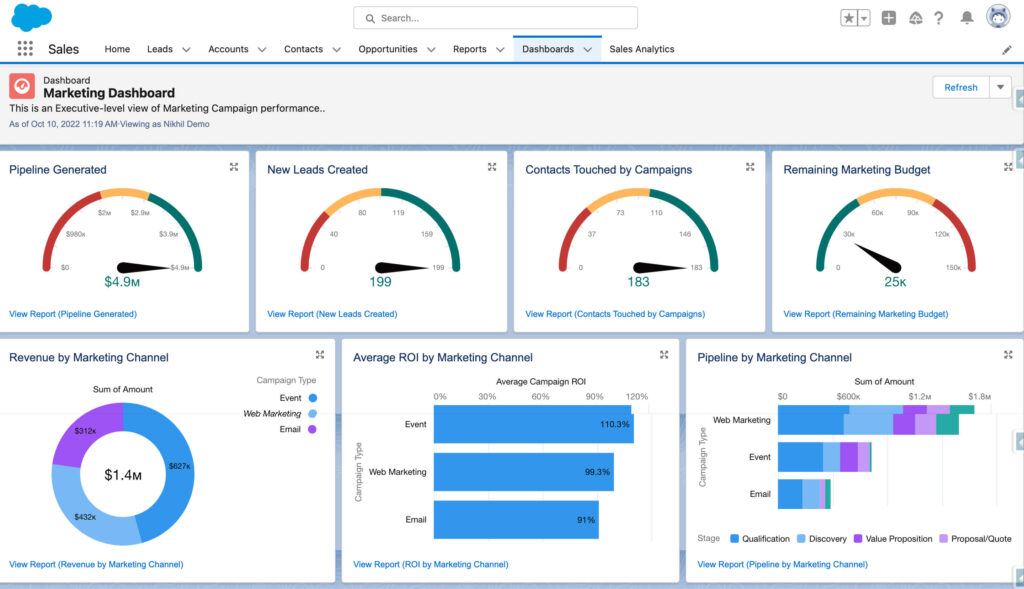 Search...
Sales
Home
Leads
Accounts
Contacts
Opportunities
Reports
Dashboards
Sales Analytics
Dashboard
Marketing Dashboard
This is an Executive-level view of Marketing Campaign performance..
As of Oct 10, 2022 11:19 AM·Viewing as Nikhil Demo
Refresh
Pipeline Generated
$0
$980K
$2M
$2.9M
$3.9M
$4.9M
$4.9M
View Report (Pipeline Generated)
New Leads Created
0
40
80
119
159
199
199
View Report (New Leads Created)
Contacts Touched by Campaigns
0
37
73
110
146
183
183
View Report (Contacts Touched by Campaigns)
Remaining Marketing Budget
0
30K
60K
90K
120K
150K
25K
View Report (Remaining Marketing Budget)
Revenue by Marketing Channel
Sum of Amount
Campaign Type
Event
Web Marketing
Email
$312K
$627K
$1.4M
$432K
View Report (Revenue by Marketing Channel)
Average ROI by Marketing Channel
Average Campaign ROI
0% 30% 60% 90% 120%
Campaign Type
Event 110.3%
Web Marketing 99.3%
Email 91%
View Report (ROI by Marketing Channel)
Pipeline by Marketing Channel
Sum of Amount
$0 $600K $1.2M $1.8M
Campaign Type
Web Marketing
Event
Email
Stage Qualification Discovery Value Proposition Proposal/Quote
View Report (Pipeline by Marketing Channel)